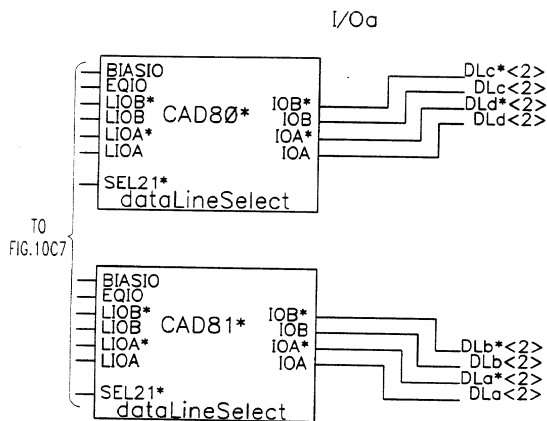 I/Oa
BIASIO
EQIO
LIOB*
LIOB
LIOA*
LIOA
SEL21*
CAD8Ø*
dataLineSelect
IOB*
IOB
IOA*
IOA
DLc*<2>
DLc<2>
DLd*<2>
DLd<2>
TO
FIG.10C7
BIASIO
EQIO
LIOB*
LIOB
LIOA*
LIOA
SEL21*
CAD81*
dataLineSelect
IOB*
IOB
IOA*
IOA
DLb*<2>
DLb<2>
DLa*<2>
DLa<2>